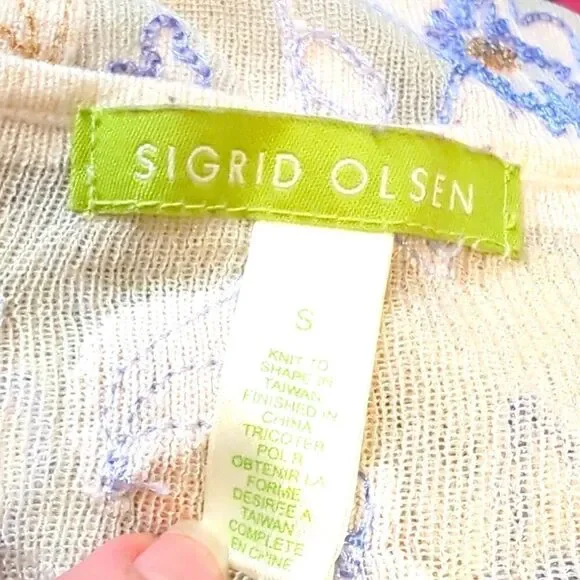 SIGRID OLSEN
S
KNIT TO
SHAPE IN
TAIWAN
FINISHED IN
CHINA
TRICOTER
POUR
OBTENIR LA
FORME
DESIREE A
TAIWAN
COMPLETE
EN CHINE